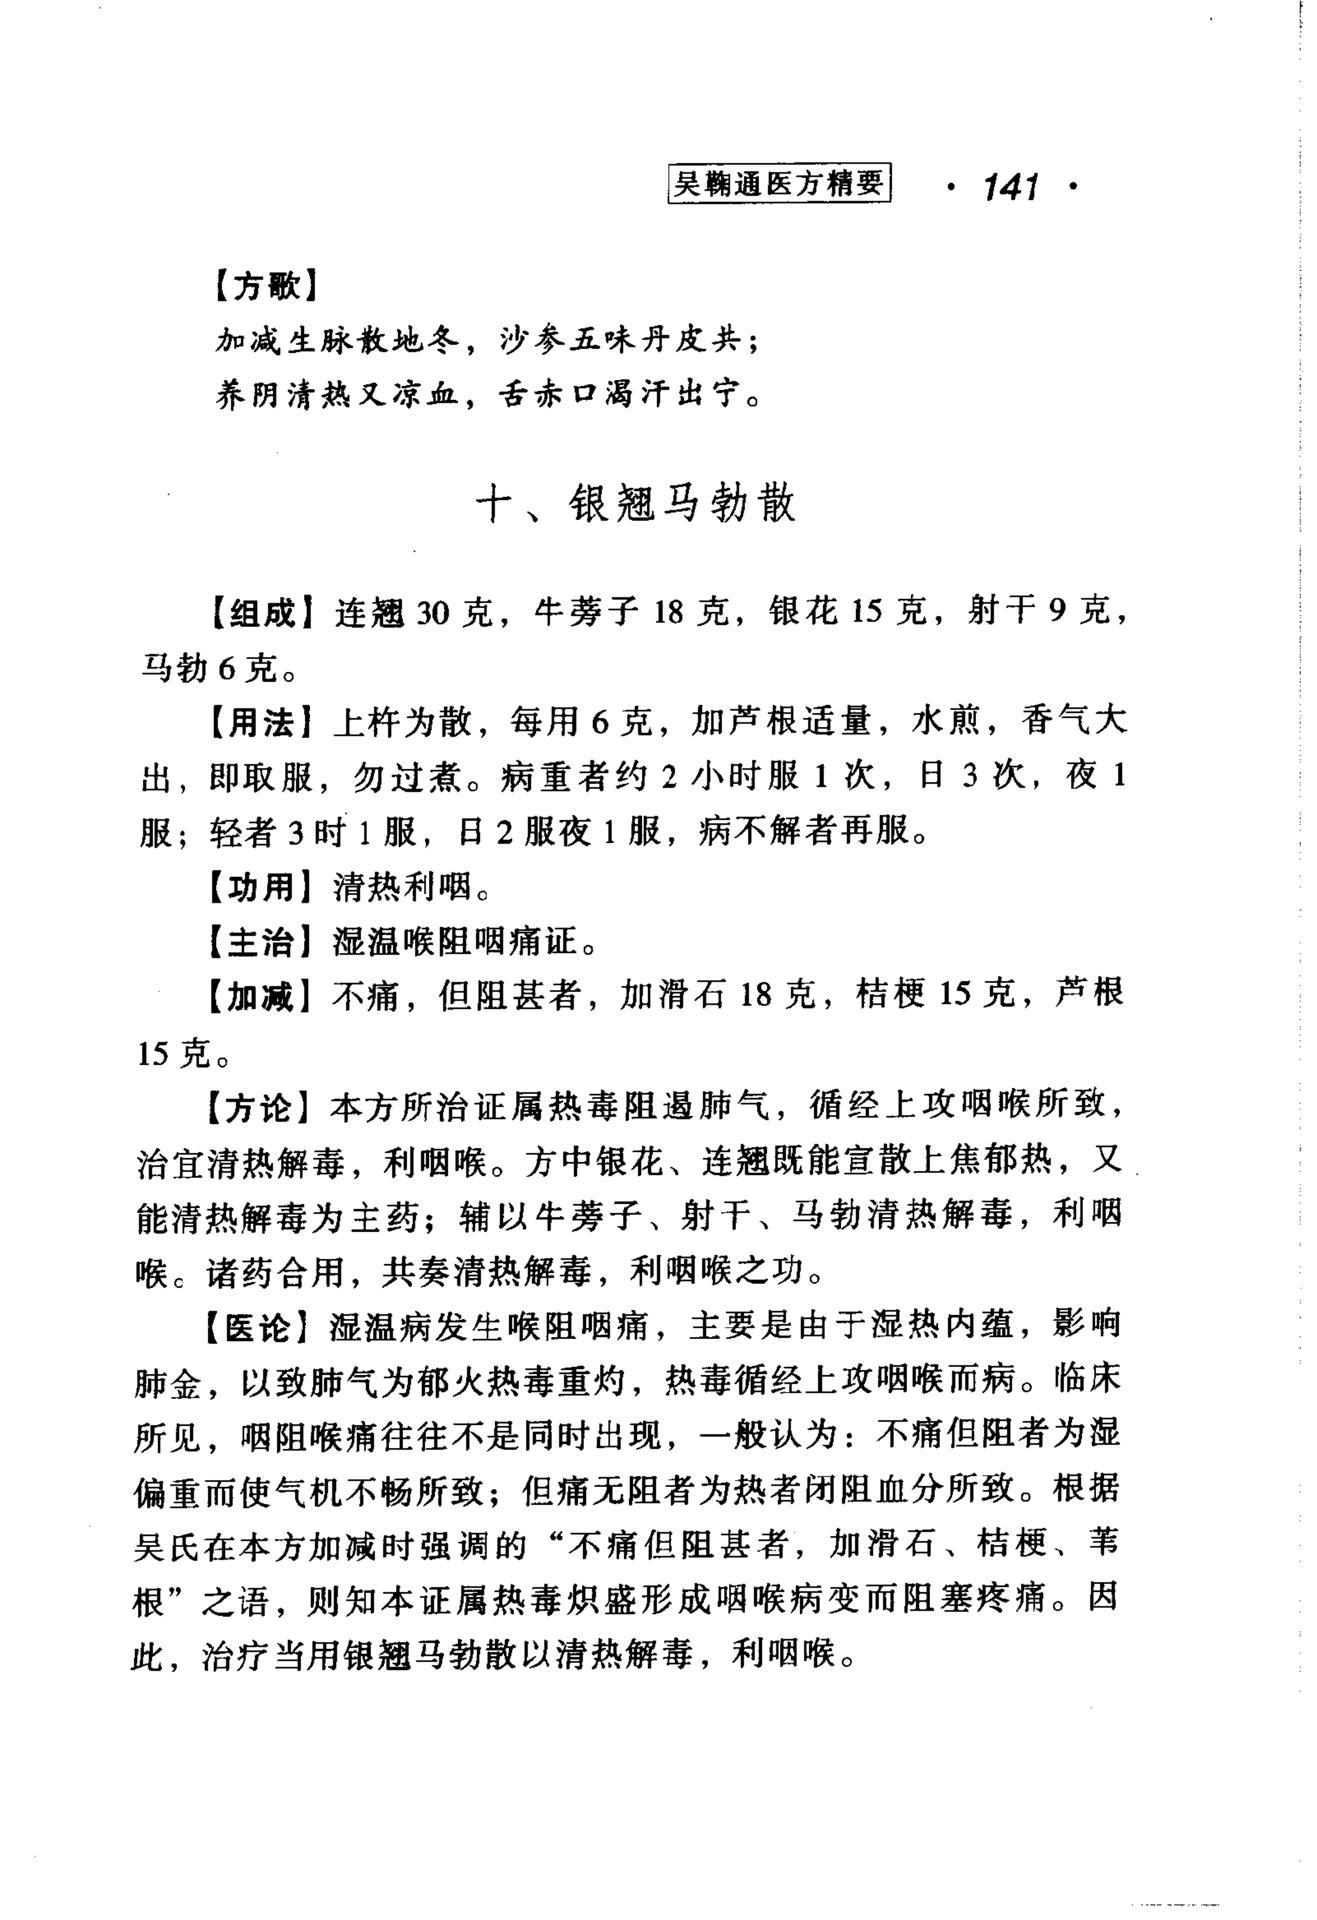 吴鞠通医方精要 · 141 ·
【方歌】
加减生脉散地冬，沙参五味丹皮共；
养阴清热又凉血，舌赤口渴汗出宁。
十、银翘马勃散
【组成】连翘 30 克，牛蒡子 18 克，银花 15 克，射干 9 克，
马勃 6 克。
【用法】上杵为散，每用 6 克，加芦根适量，水煎，香气大
出，即取服，勿过煮。病重者约 2 小时服 1 次，日 3 次，夜 1
服；轻者 3 时 1 服，日 2 服夜 1 服，病不解者再服。
【功用】清热利咽。
【主治】湿温喉阻咽痛证。
【加减】不痛，但阻甚者，加滑石 18 克，桔梗 15 克，芦根
15 克。
【方论】本方所治证属热毒阻遏肺气，循经上攻咽喉所致，
治宜清热解毒，利咽喉。方中银花、连翘既能宣散上焦郁热，又
能清热解毒为主药；辅以牛蒡子、射干、马勃清热解毒，利咽
喉。诸药合用，共奏清热解毒，利咽喉之功。
【医论】湿温病发生喉阻咽痛，主要是由于湿热内蕴，影响
肺金，以致肺气为郁火热毒重灼，热毒循经上攻咽喉而病。临床
所见，咽阻喉痛往往不是同时出现，一般认为：不痛但阻者为湿
偏重而使气机不畅所致；但痛无阻者为热者闭阻血分所致。根据
吴氏在本方加减时强调的“不痛但阻甚者，加滑石、桔梗、苇
根”之语，则知本证属热毒炽盛形成咽喉病变而阻塞疼痛。因
此，治疗当用银翘马勃散以清热解毒，利咽喉。